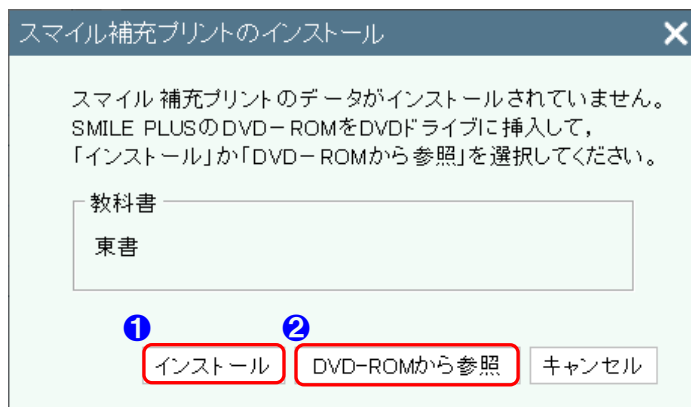 スマイル補充プリントのインストール
スマイル補充プリントのデータがインストールされていません。
SMILE PLUSのDVD－ROMをDVDドライブに挿入して,
「インストール」か「DVD－ROMから参照」を選択してください。
教科書
東書
❶ ❷
インストール DVD-ROMから参照 キャンセル